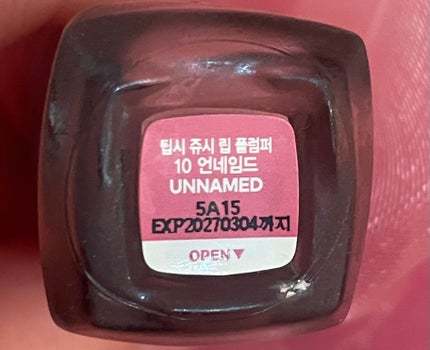 팁시 쥬시 립 플럼퍼
10 언네임드
UNNAMED
5A15
EXP20270304까지
OPEN▼